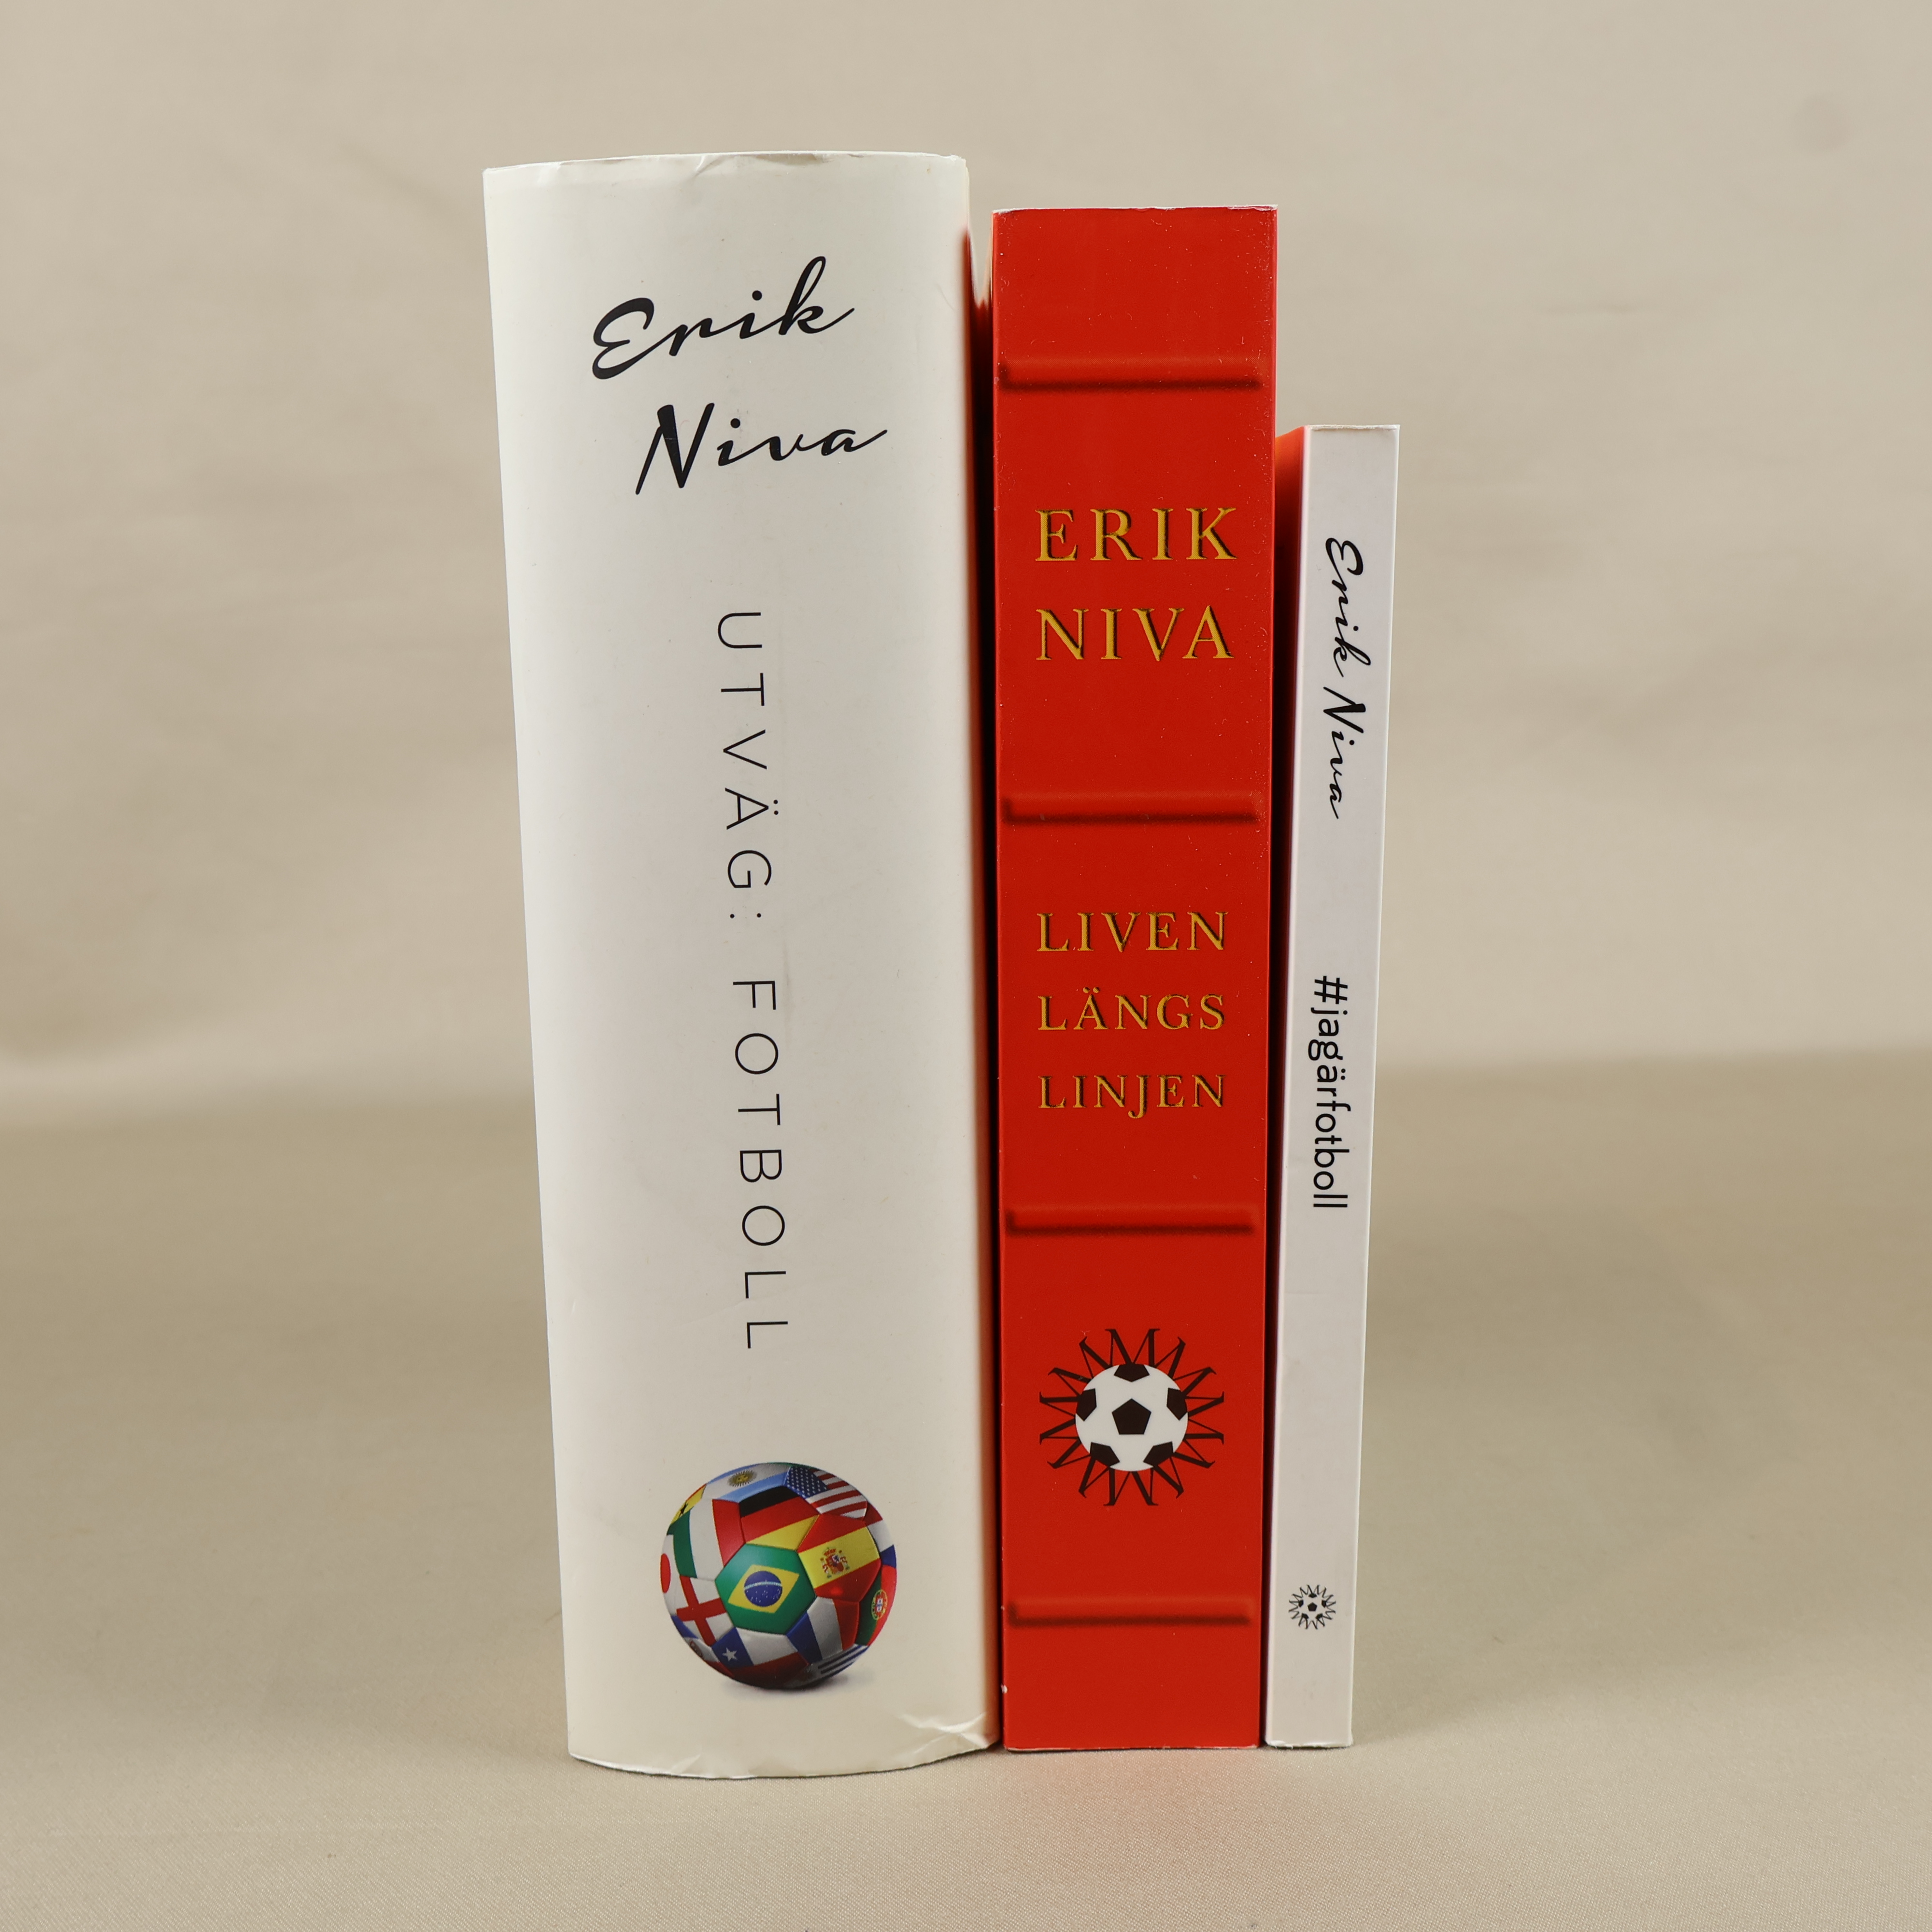 Erik
Niva
UTVÄG: FOTBOLL
ERIK
NIVA
LIVEN
LÄNGS
LINJEN
Erik Niva
#jagärfotboll